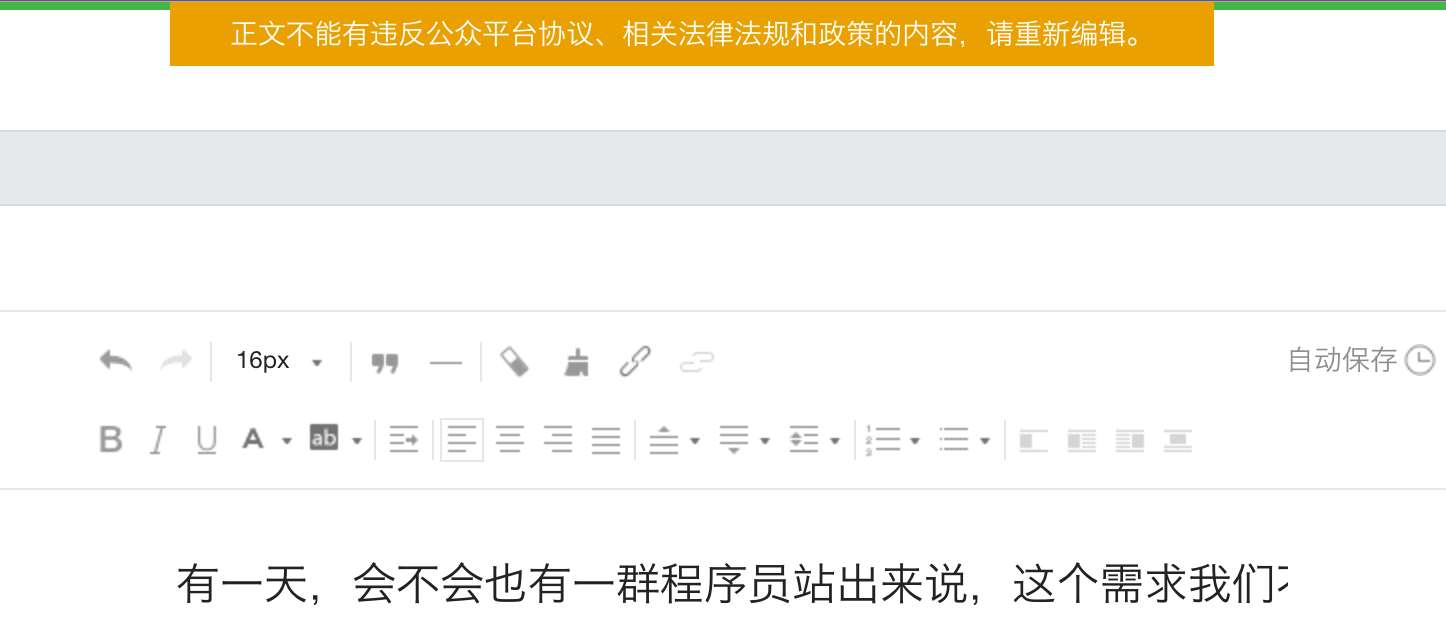 正文不能有违反公众平台协议、相关法律法规和政策的内容，请重新编辑。
16px
自动保存
B I U A ab
有一天，会不会也有一群程序员站出来说，这个需求我们